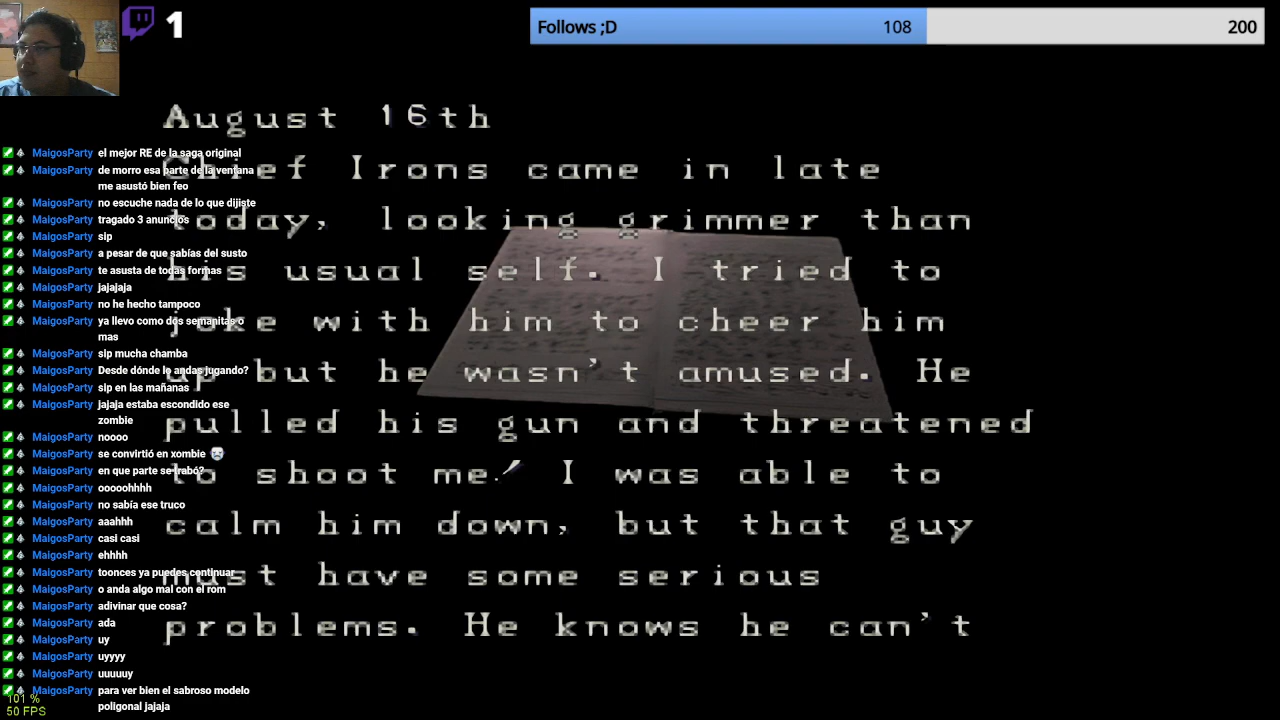 1
Follows ;D 108 200
August 16th
Chief Irons came in late
today, looking grimmer than
his usual self. I tried to
joke with him to cheer him
up but he wasn't amused. He
pulled his gun and threatened
to shoot me! I was able to
calm him down, but that guy
must have some serious
problems. He knows he can't
MaigosParty el mejor RE de la saga original
MaigosParty de morro esa parte de la ventana
me asustó bien feo
MaigosParty no escuche nada de lo que dijiste
MaigosParty tragado 3 anuncios
MaigosParty sip
MaigosParty a pesar de que sabías del susto
MaigosParty te asusta de todas formas
MaigosParty jajajaja
MaigosParty no he hecho tampoco
MaigosParty ya llevo como dos semanitas o
mas
MaigosParty sip mucha chamba
MaigosParty Desde dónde lo andas jugando?
MaigosParty sip en las mañanas
MaigosParty jajaja estaba escondido ese
zombie
MaigosParty noooo
MaigosParty se convirtió en xombie
MaigosParty en que parte se trabó?
MaigosParty ooooohhhh
MaigosParty no sabía ese truco
MaigosParty aaahhh
MaigosParty casi casi
MaigosParty ehhhh
MaigosParty toonces ya puedes continuar
MaigosParty o anda algo mal con el rom
MaigosParty adivinar que cosa?
MaigosParty ada
MaigosParty uy
MaigosParty uyyyy
MaigosParty uuuuuy
MaigosParty para ver bien el sabroso modelo
poligonal jajaja
101 %
50 FPS